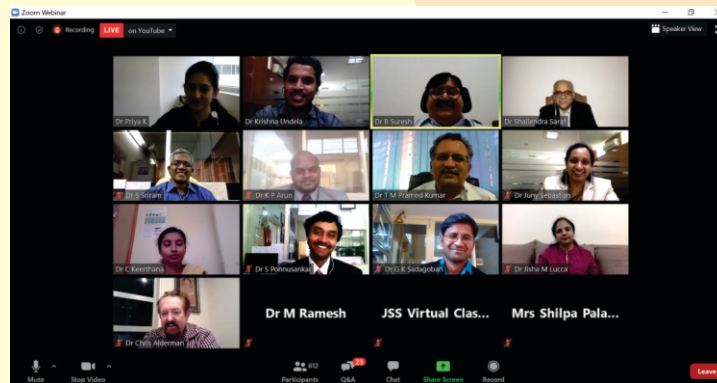 Zoom Webinar
Recording LIVE on YouTube Speaker View
Dr Priya K Dr Krishna Undela Dr B Suresh Dr Shailendra Saraf
Dr S Sriram Dr K P Arun Dr T M Pramod Kumar Dr Juny Sebastian
Dr C Keerthana Dr S Ponnusankar Dr G K Sadagoban Dr Jisha M Lucca
Dr Chris Alderman Dr M Ramesh JSS Virtual Clas... Mrs Shilpa Pala...
612 23
Mute Stop Video Participants Q&A Chat Share Screen Record Leave